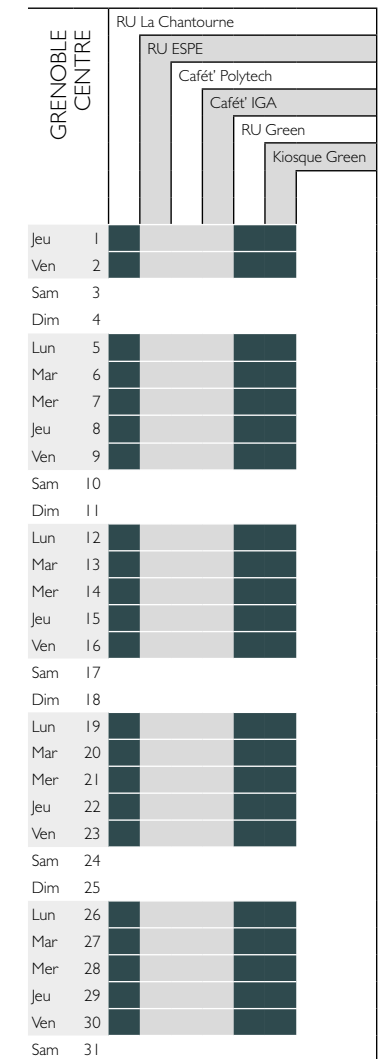 GRENOBLE
CENTRE
RU La Chantourne
RU ESPE
Cafét' Polytech
Cafét' IGA
RU Green
Kiosque Green
Jeu 1
Ven 2
Sam 3
Dim 4
Lun 5
Mar 6
Mer 7
Jeu 8
Ven 9
Sam 10
Dim 11
Lun 12
Mar 13
Mer 14
Jeu 15
Ven 16
Sam 17
Dim 18
Lun 19
Mar 20
Mer 21
Jeu 22
Ven 23
Sam 24
Dim 25
Lun 26
Mar 27
Mer 28
Jeu 29
Ven 30
Sam 31